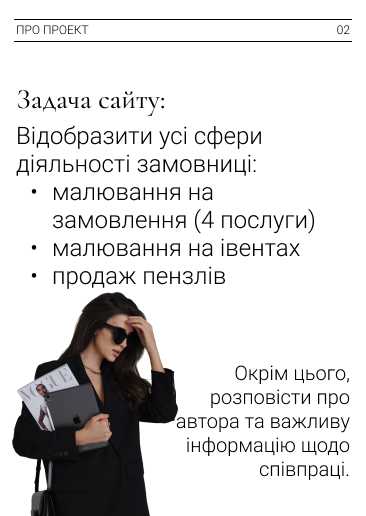 ПРО ПРОЕКТ 02
Задача сайту:
Відобразити усі сфери
діяльності замовниці:
• малювання на
замовлення (4 послуги)
• малювання на івентах
• продаж пензлів
Окрім цього,
розповісти про
автора та важливу
інформацію щодо
співпраці.